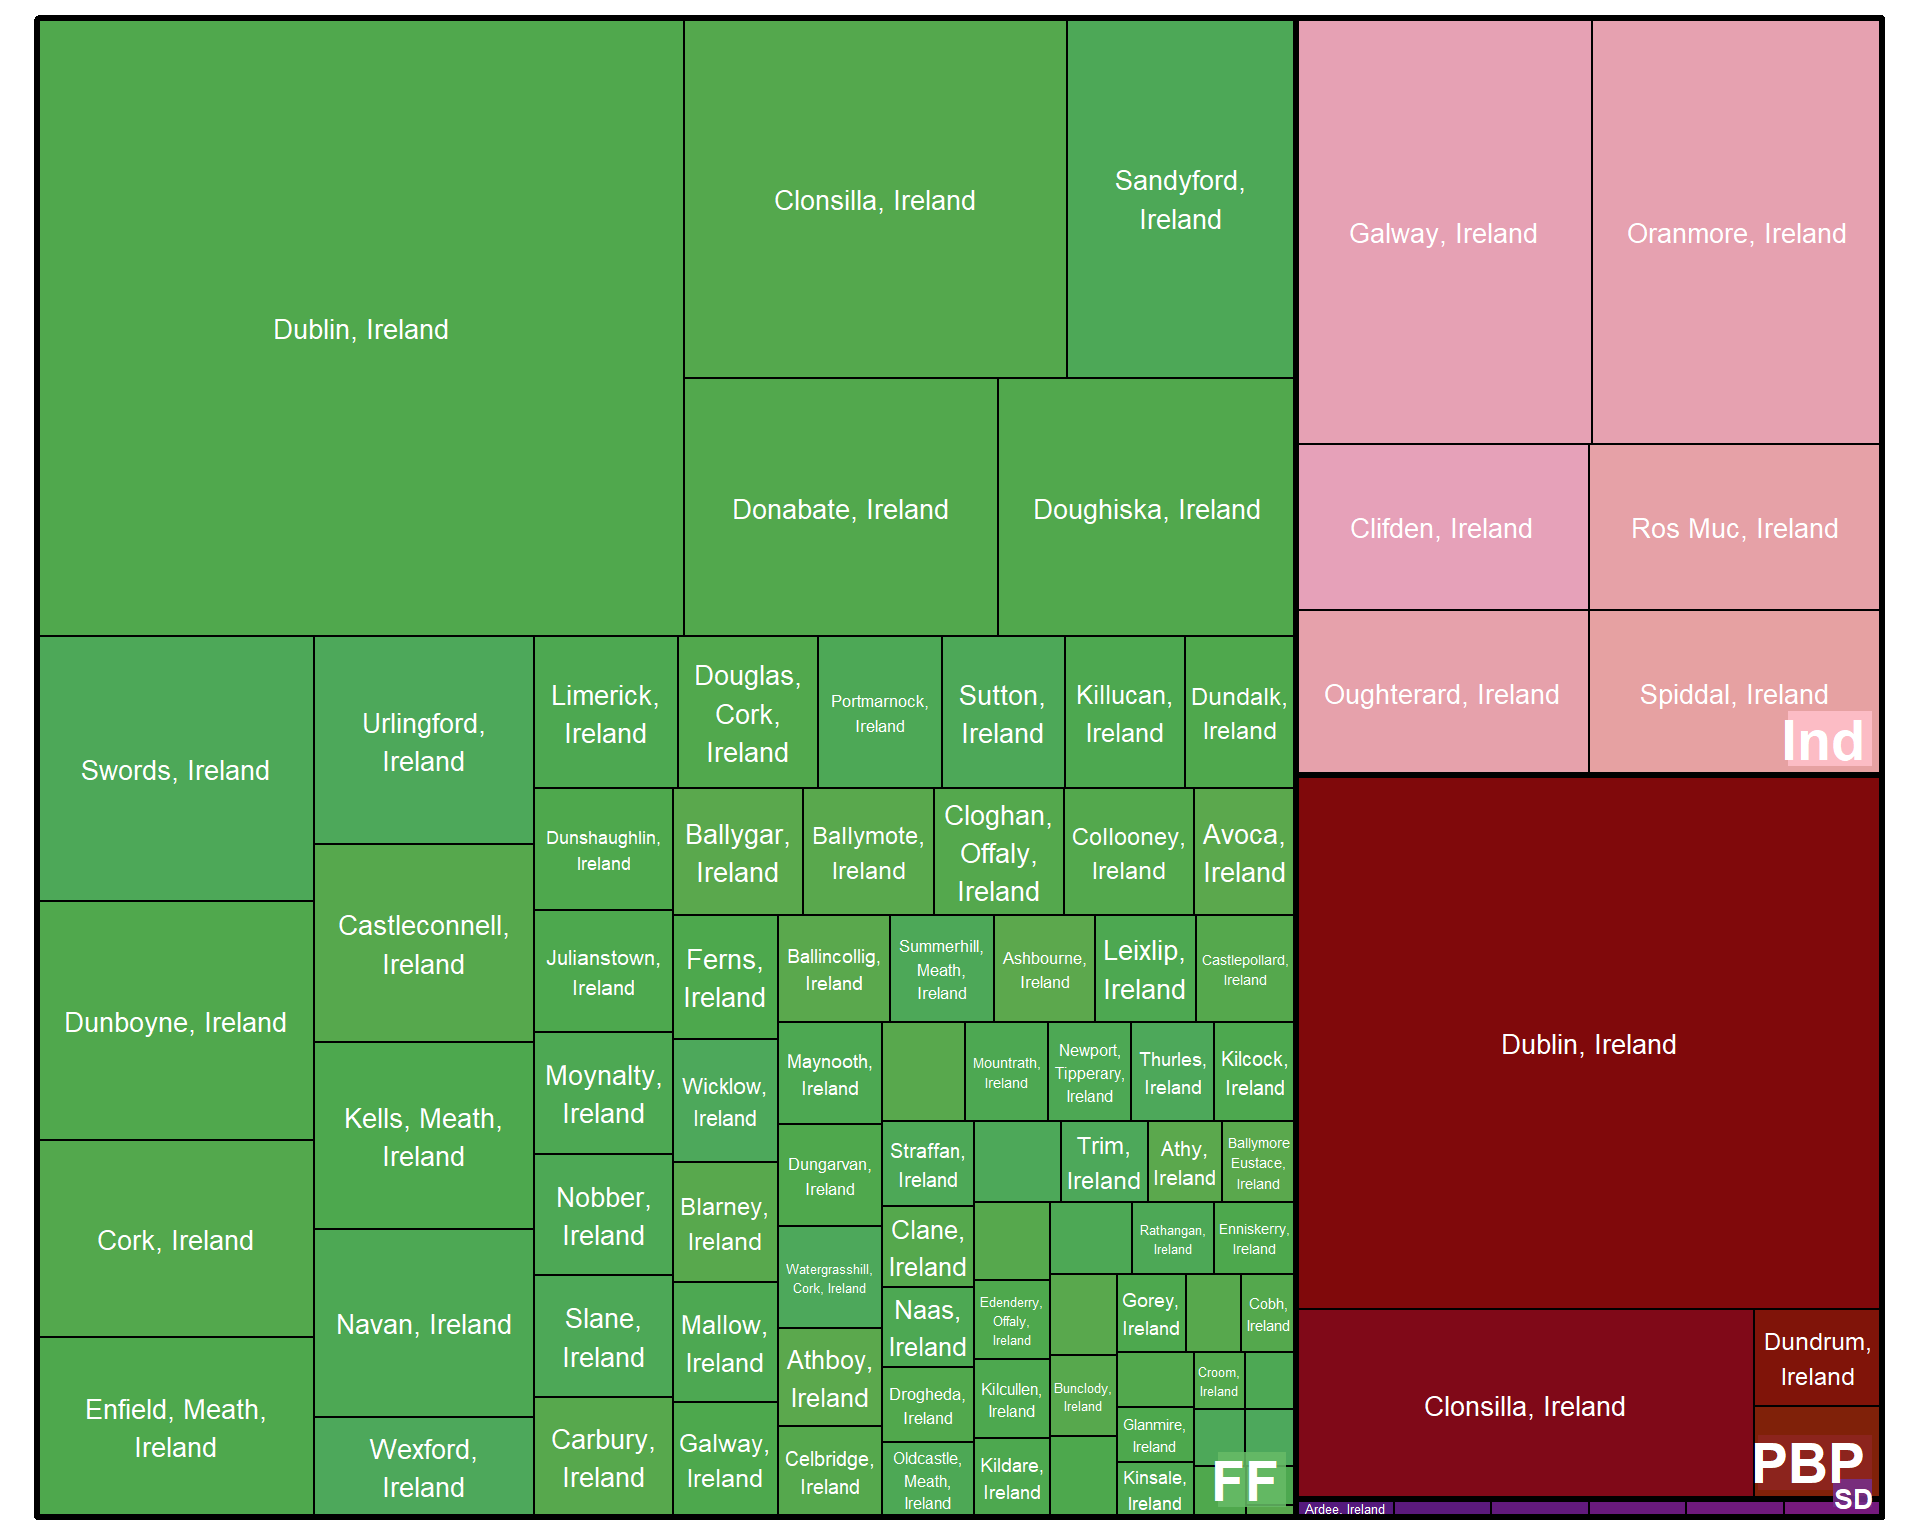 Dublin, Ireland
Clonsilla, Ireland
Sandyford,
Ireland
Donabate, Ireland
Doughiska, Ireland
Swords, Ireland
Dunboyne, Ireland
Cork, Ireland
Enfield, Meath,
Ireland
Urlingford,
Ireland
Castleconnell,
Ireland
Kells, Meath,
Ireland
Navan, Ireland
Wexford,
Ireland
Limerick,
Ireland
Douglas,
Cork,
Ireland
Portmarnock,
Ireland
Sutton,
Ireland
Killucan,
Ireland
Dundalk,
Ireland
Dunshaughlin,
Ireland
Julianstown,
Ireland
Moynalty,
Ireland
Nobber,
Ireland
Slane,
Ireland
Carbury,
Ireland
Ballygar,
Ireland
Ballymote,
Ireland
Cloghan,
Offaly,
Ireland
Collooney,
Ireland
Avoca,
Ireland
Ferns,
Ireland
Wicklow,
Ireland
Blarney,
Ireland
Mallow,
Ireland
Galway,
Ireland
Ballincollig,
Ireland
Summerhill,
Meath,
Ireland
Ashbourne,
Ireland
Leixlip,
Ireland
Castlepollard,
Ireland
Maynooth,
Ireland
Dungarvan,
Ireland
Watergrasshill,
Cork, Ireland
Athboy,
Ireland
Celbridge,
Ireland
Mountrath,
Ireland
Newport,
Tipperary,
Ireland
Thurles,
Ireland
Kilcock,
Ireland
Straffan,
Ireland
Clane,
Ireland
Naas,
Ireland
Drogheda,
Ireland
Oldcastle,
Meath,
Ireland
Trim,
Ireland
Athy,
Ireland
Ballymore
Eustace,
Ireland
Rathangan,
Ireland
Enniskerry,
Ireland
Edenderry,
Offaly,
Ireland
Kilcullen,
Ireland
Kildare,
Ireland
Bunclody,
Ireland
Gorey,
Ireland
Cobh,
Ireland
Croom,
Ireland
Glanmire,
Ireland
Kinsale,
Ireland
FF
Galway, Ireland
Oranmore, Ireland
Clifden, Ireland
Ros Muc, Ireland
Oughterard, Ireland
Spiddal, Ireland
Ind
Dublin, Ireland
Clonsilla, Ireland
Dundrum,
Ireland
PBP
Ardee, Ireland
SD